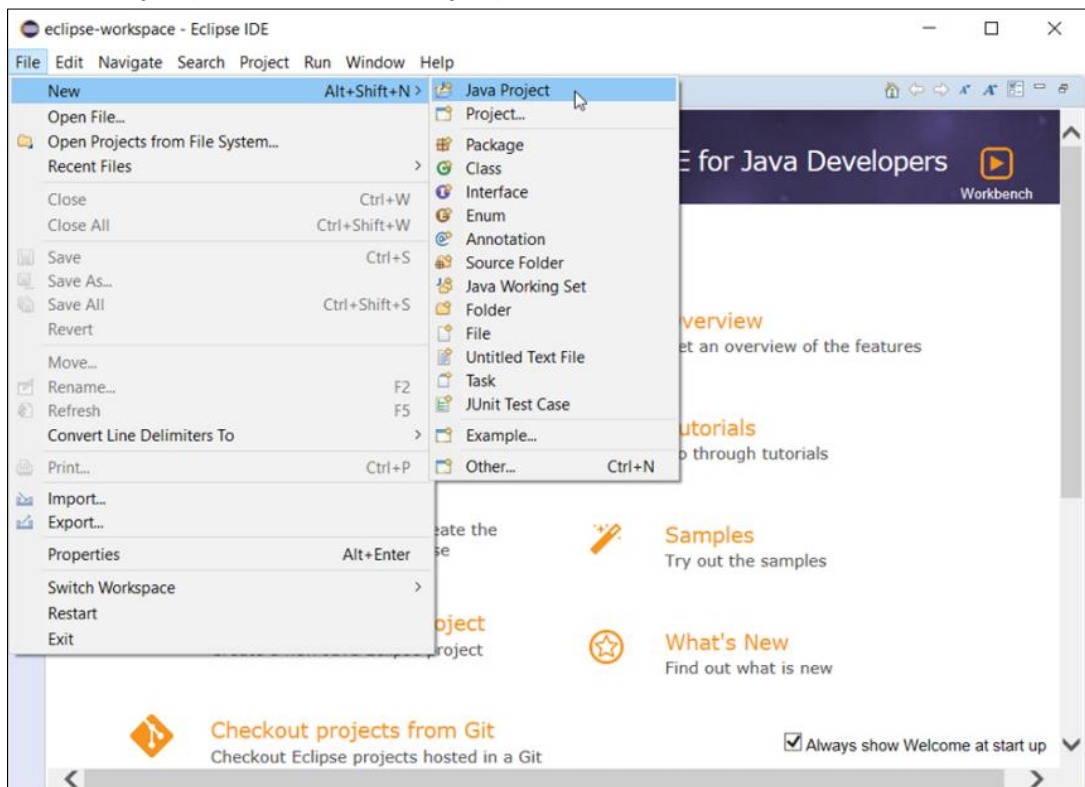 eclipse-workspace - Eclipse IDE
File Edit Navigate Search Project Run Window Help
New Alt+Shift+N >
Open File...
Open Projects from File System...
Recent Files >
Close Ctrl+W
Close All Ctrl+Shift+W
Save Ctrl+S
Save As...
Save All Ctrl+Shift+S
Revert
Move...
Rename... F2
Refresh F5
Convert Line Delimiters To >
Print... Ctrl+P
Import...
Export...
Properties Alt+Enter
Switch Workspace >
Restart
Exit
Java Project
Project...
Package
Class
Interface
Enum
Annotation
Source Folder
Java Working Set
Folder
File
Untitled Text File
Task
JUnit Test Case
Example...
Other... Ctrl+N
E for Java Developers
Workbench
verview
et an overview of the features
utorials
o through tutorials
eate the
se
Samples
Try out the samples
oject
project
What's New
Find out what is new
Checkout projects from Git
Checkout Eclipse projects hosted in a Git
Always show Welcome at start up